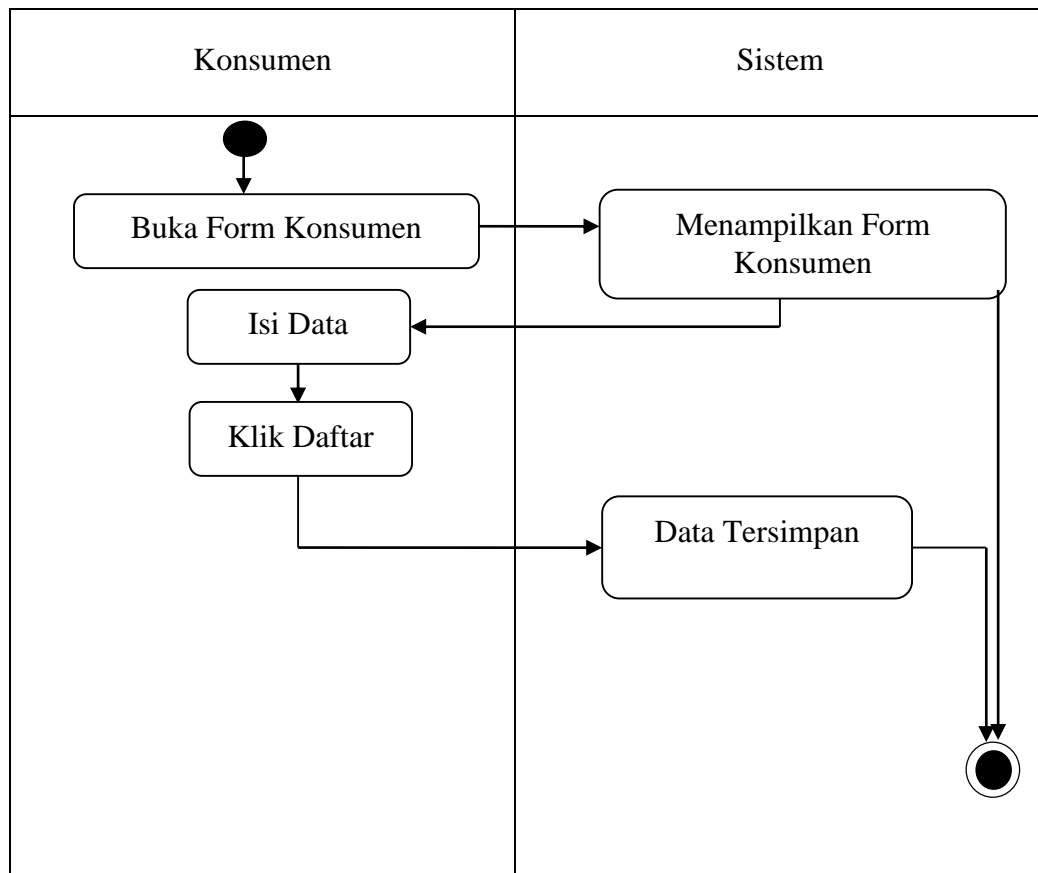 Konsumen
Sistem
Buka Form Konsumen
Menampilkan Form
Konsumen
Isi Data
Klik Daftar
Data Tersimpan